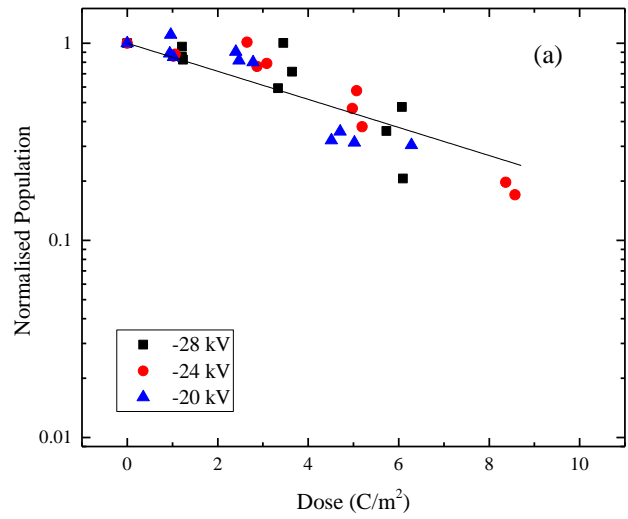 (a)
Normalised Population
1
0.1
0.01
-28 kV
-24 kV
-20 kV
0 2 4 6 8 10
Dose (C/m²)